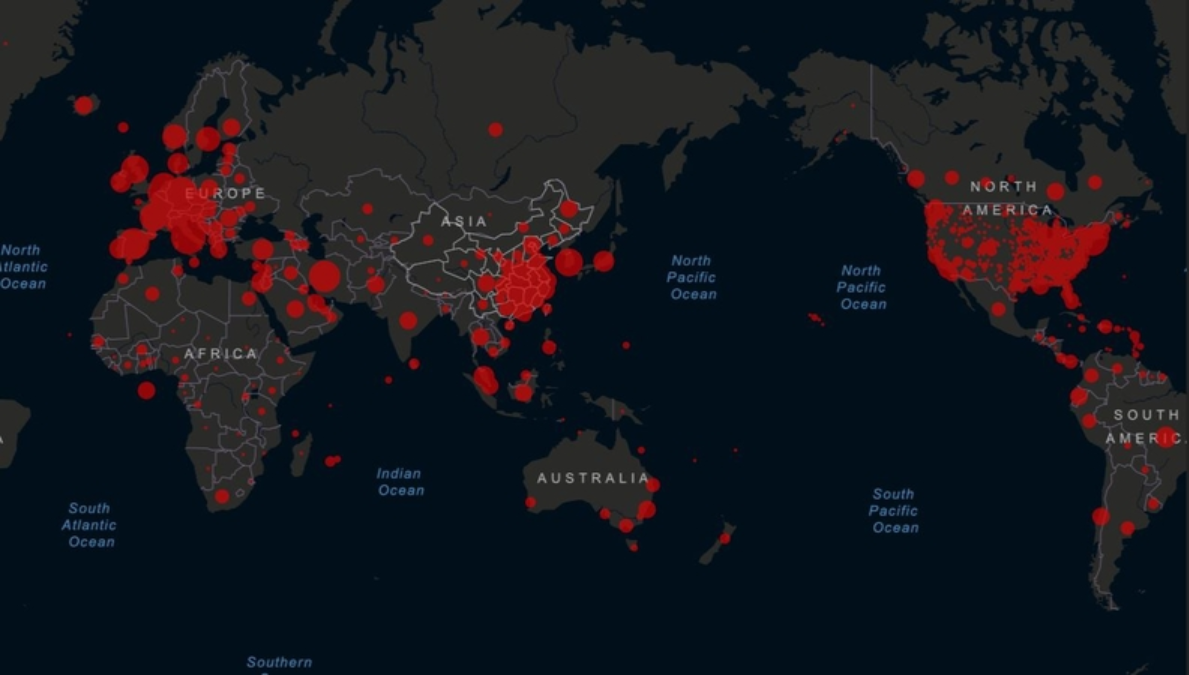 EUROPE
NORTH
AMERICA
ASIA
North
Atlantic
Ocean
North
Pacific
Ocean
North
Pacific
Ocean
AFRICA
SOUTH
AMERIC
A
AUSTRALIA
Indian
Ocean
South
Atlantic
Ocean
South
Pacific
Ocean
Southern